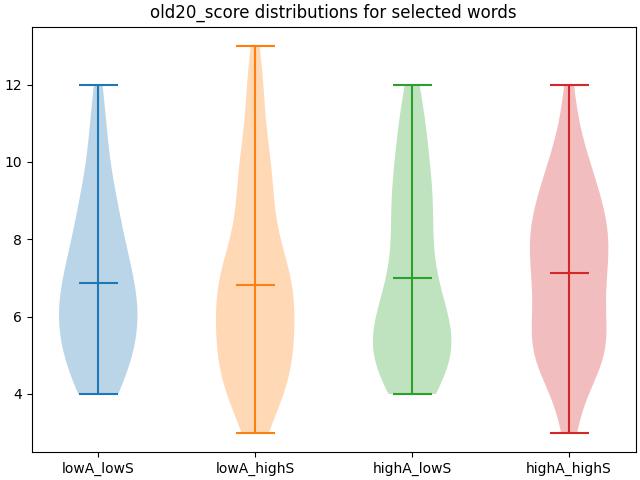 old20_score distributions for selected words
12
10
8
6
4
lowA_lowS
lowA_highS
highA_lowS
highA_highS